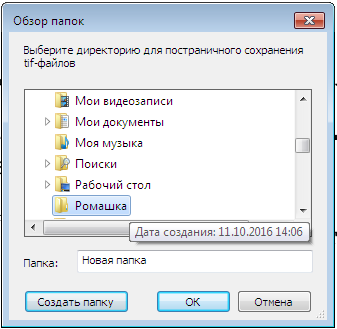 Обзор папок
Выберите директорию для постраничного сохранения
tif-файлов
Мои видеозаписи
Мои документы
Моя музыка
Поиски
Рабочий стол
Ромашка
Дата создания: 11.10.2016 14:06
Папка:
Новая папка
Создать папку
OK
Отмена